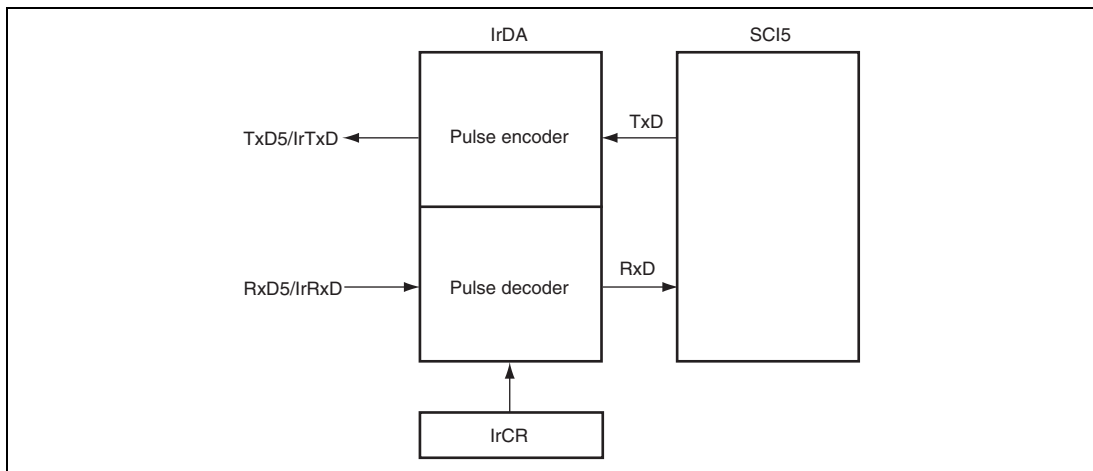 IrDA
SCI5
TxD5/IrTxD
Pulse encoder
TxD
RxD5/IrRxD
Pulse decoder
RxD
IrCR